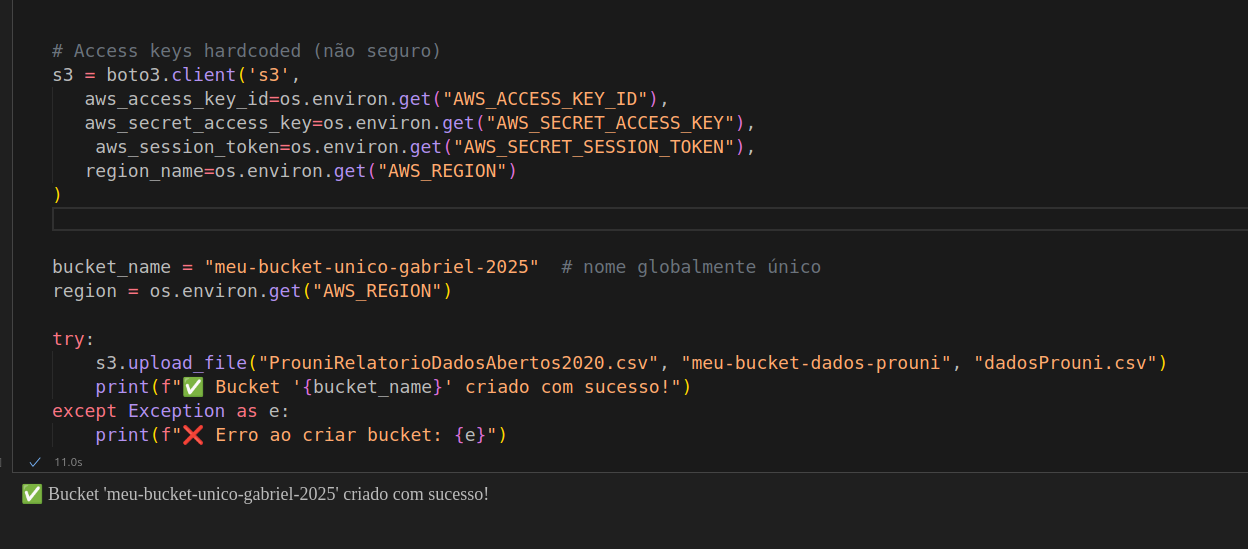 # Access keys hardcoded (não seguro)
s3 = boto3.client('s3',
aws_access_key_id=os.environ.get("AWS_ACCESS_KEY_ID"),
aws_secret_access_key=os.environ.get("AWS_SECRET_ACCESS_KEY"),
aws_session_token=os.environ.get("AWS_SECRET_SESSION_TOKEN"),
region_name=os.environ.get("AWS_REGION")
)
bucket_name = "meu-bucket-unico-gabriel-2025"  # nome globalmente único
region = os.environ.get("AWS_REGION")
try:
s3.upload_file("ProuniRelatorioDadosAbertos2020.csv", "meu-bucket-dados-prouni", "dadosProuni.csv")
print(f"✅ Bucket '{bucket_name}' criado com sucesso!")
except Exception as e:
print(f"❌ Erro ao criar bucket: {e}")
✓ 11.0s
✅ Bucket 'meu-bucket-unico-gabriel-2025' criado com sucesso!